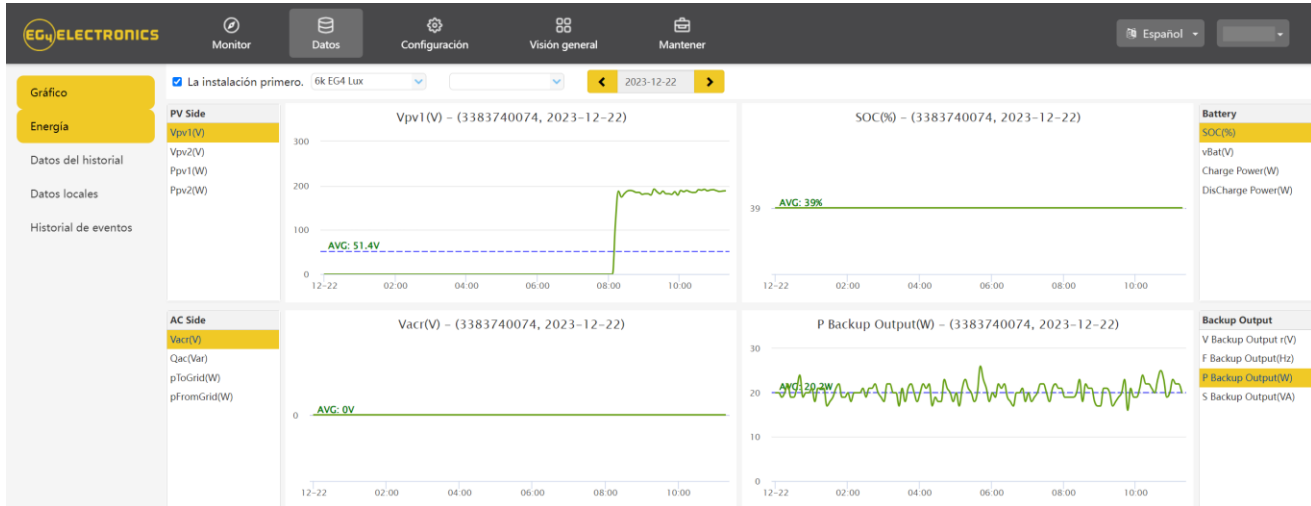 EG4 ELECTRONICS
Monitor
Datos
Configuración
Visión general
Mantener
Español
Gráfico
Energía
Datos del historial
Datos locales
Historial de eventos
La instalación primero.
6k EG4 Lux
2023-12-22
PV Side
Vpv1(V)
Vpv2(V)
Ppv1(W)
Ppv2(W)
Vpv1(V) - (3383740074, 2023-12-22)
300
200
100
0
AVG: 51.4V
12-22 02:00 04:00 06:00 08:00 10:00
SOC(%) - (3383740074, 2023-12-22)
39
AVG: 39%
12-22 02:00 04:00 06:00 08:00 10:00
Battery
SOC(%)
vBat(V)
Charge Power(W)
DisCharge Power(W)
AC Side
Vacr(V)
Qac(Var)
pToGrid(W)
pFromGrid(W)
Vacr(V) - (3383740074, 2023-12-22)
0
AVG: 0V
12-22 02:00 04:00 06:00 08:00 10:00
P Backup Output(W) - (3383740074, 2023-12-22)
30
20
10
0
AVG: 20.2W
12-22 02:00 04:00 06:00 08:00 10:00
Backup Output
V Backup Output r(V)
F Backup Output(Hz)
P Backup Output(W)
S Backup Output(VA)